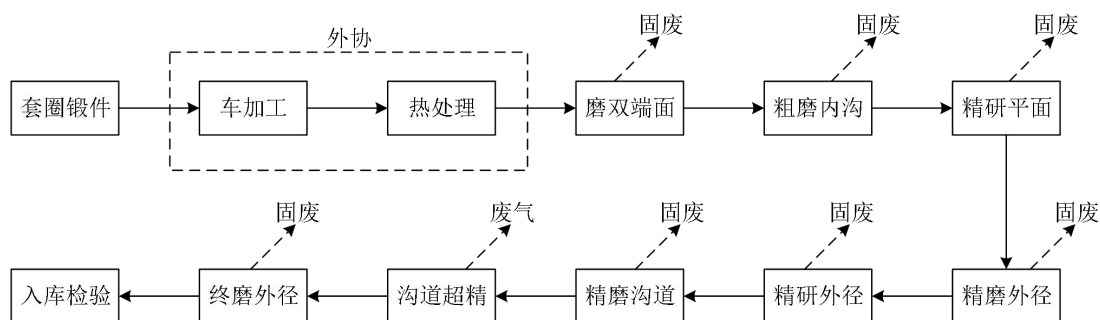 外协
固废
固废
固废
套圈锻件
车加工
热处理
磨双端面
粗磨内沟
精研平面
固废
废气
固废
固废
固废
入库检验
终磨外径
沟道超精
精磨沟道
精研外径
精磨外径